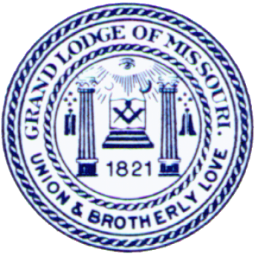 GRAND LODGE OF MISSOURI.
1821
UNION & BROTHERLY LOVE